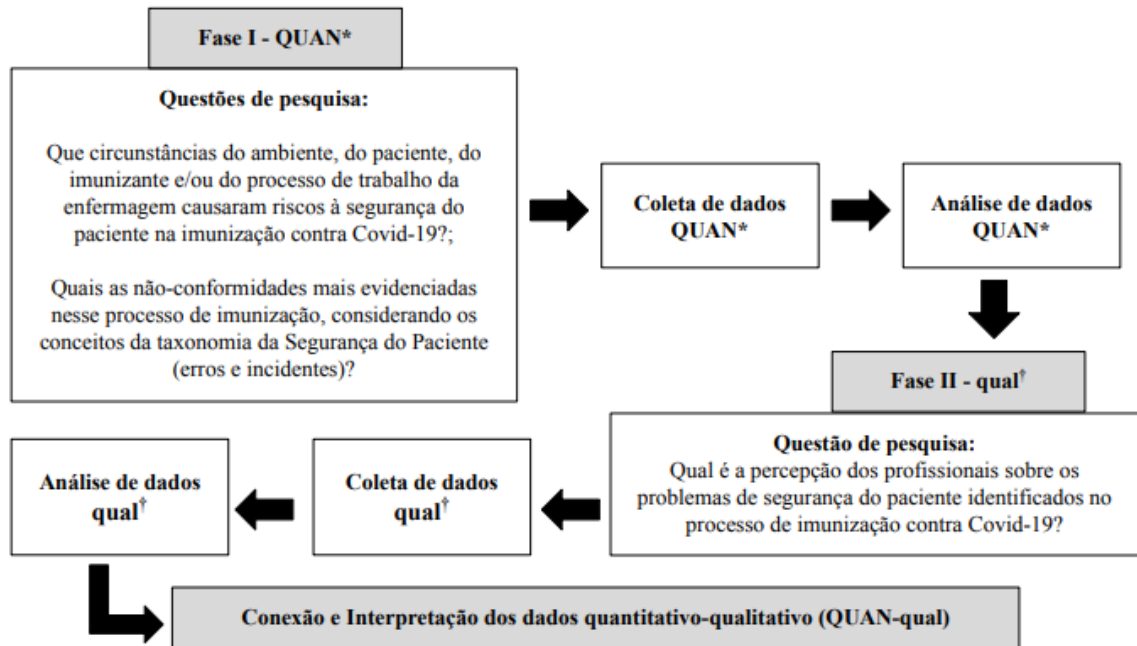 Fase I - QUAN*
Questões de pesquisa:
Que circunstâncias do ambiente, do paciente, do
imunizante e/ou do processo de trabalho da
enfermagem causaram riscos à segurança do
paciente na imunização contra Covid-19?;
Quais as não-conformidades mais evidenciadas
nesse processo de imunização, considerando os
conceitos da taxonomia da Segurança do Paciente
(erros e incidentes)?
Coleta de dados
QUAN*
Análise de dados
QUAN*
Fase II - qual†
Questão de pesquisa:
Qual é a percepção dos profissionais sobre os
problemas de segurança do paciente identificados no
processo de imunização contra Covid-19?
Coleta de dados
qual†
Análise de dados
qual†
Conexão e Interpretação dos dados quantitativo-qualitativo (QUAN-qual)